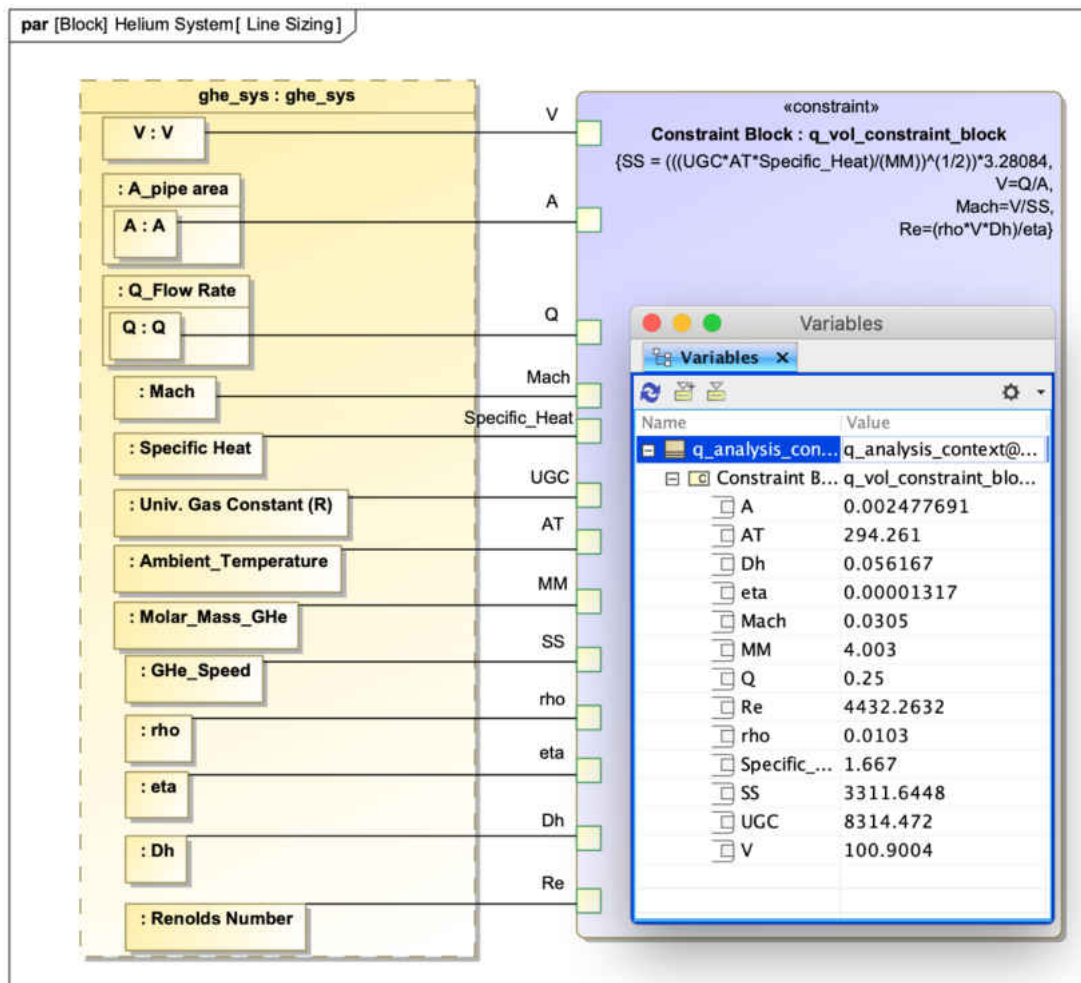 par [Block] Helium System[ Line Sizing ]
ghe_sys : ghe_sys
V : V
: A_pipe area
A : A
: Q_Flow Rate
Q : Q
: Mach
: Specific Heat
: Univ. Gas Constant (R)
: Ambient_Temperature
: Molar_Mass_GHe
: GHe_Speed
: rho
: eta
: Dh
: Renolds Number
V
A
Q
Mach
Specific_Heat
UGC
AT
MM
SS
rho
eta
Dh
Re
«constraint»
Constraint Block : q_vol_constraint_block
{SS = (((UGC*AT*Specific_Heat)/(MM))^(1/2))*3.28084,
V=Q/A,
Mach=V/SS,
Re=(rho*V*Dh)/eta}
Variables
Variables
Name Value
q_analysis_con... q_analysis_context@...
Constraint B... q_vol_constraint_blo...
A 0.002477691
AT 294.261
Dh 0.056167
eta 0.00001317
Mach 0.0305
MM 4.003
Q 0.25
Re 4432.2632
rho 0.0103
Specific_... 1.667
SS 3311.6448
UGC 8314.472
V 100.9004